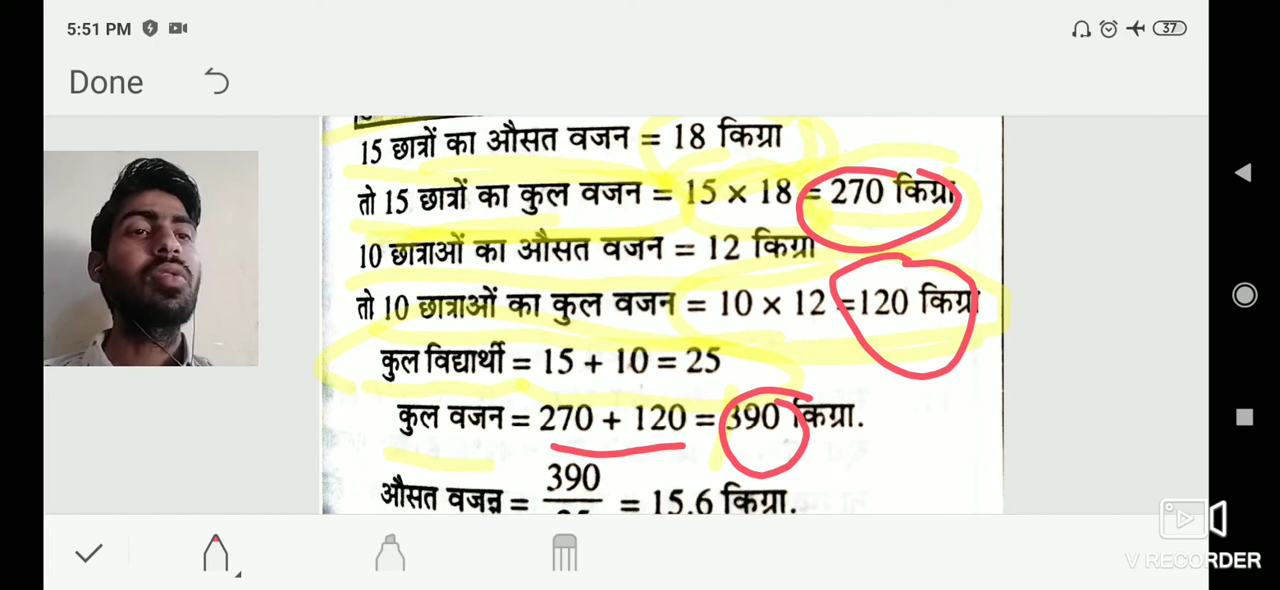 5:51 PM
37
Done
15 छात्रों का औसत वजन = 18 किग्रा
तो 15 छात्रों का कुल वजन = 15 × 18 = 270 किग्रा
10 छात्राओं का औसत वजन = 12 किग्रा
तो 10 छात्राओं का कुल वजन = 10 × 12 =120 किग्रा
कुल विद्यार्थी = 15 + 10 = 25
कुल वजन = 270 + 120 = 390 किग्रा.
औसत वजन = 390 = 15.6 किग्रा.
V RECORDER